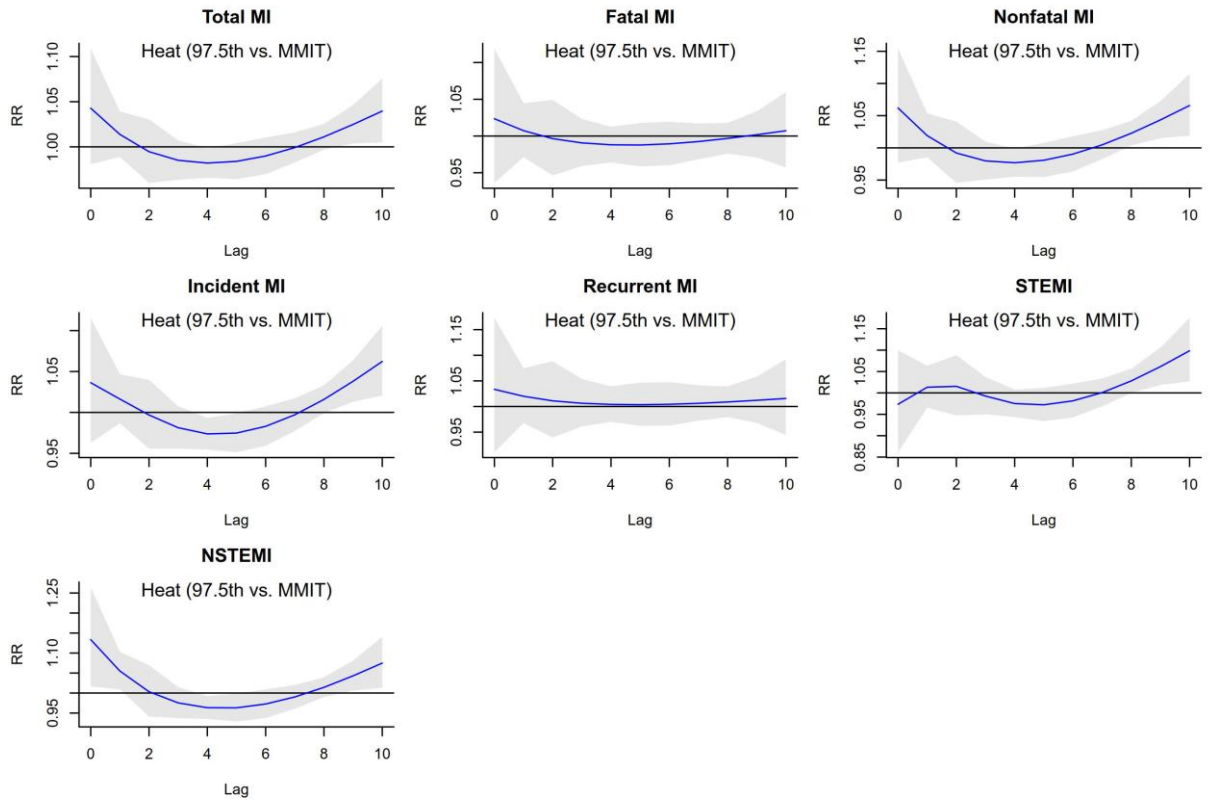 Total MI
Heat (97.5th vs. MMIT)
RR
1.10
1.05
1.00
0 2 4 6 8 10
Lag
Fatal MI
Heat (97.5th vs. MMIT)
RR
1.05
0.95
0 2 4 6 8 10
Lag
Nonfatal MI
Heat (97.5th vs. MMIT)
RR
1.15
1.05
0.95
0 2 4 6 8 10
Lag
Incident MI
Heat (97.5th vs. MMIT)
RR
1.05
0.95
0 2 4 6 8 10
Lag
Recurrent MI
Heat (97.5th vs. MMIT)
RR
1.15
1.05
0.95
0 2 4 6 8 10
Lag
STEMI
Heat (97.5th vs. MMIT)
RR
1.15
1.05
0.95
0.85
0 2 4 6 8 10
Lag
NSTEMI
Heat (97.5th vs. MMIT)
RR
1.25
1.10
0.95
0 2 4 6 8 10
Lag